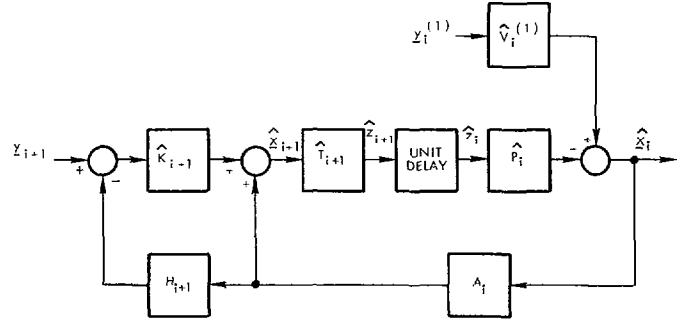 y_i^(1)
V̂_i^(1)
y_{i+1}
+
−
K̂_{i+1}
+
+
x̂_{i+1}
T̂_{i+1}
ẑ_{i+1}
UNIT
DELAY
ẑ_i
P̂_i
−
+
x̂_i
H_{i+1}
A_i